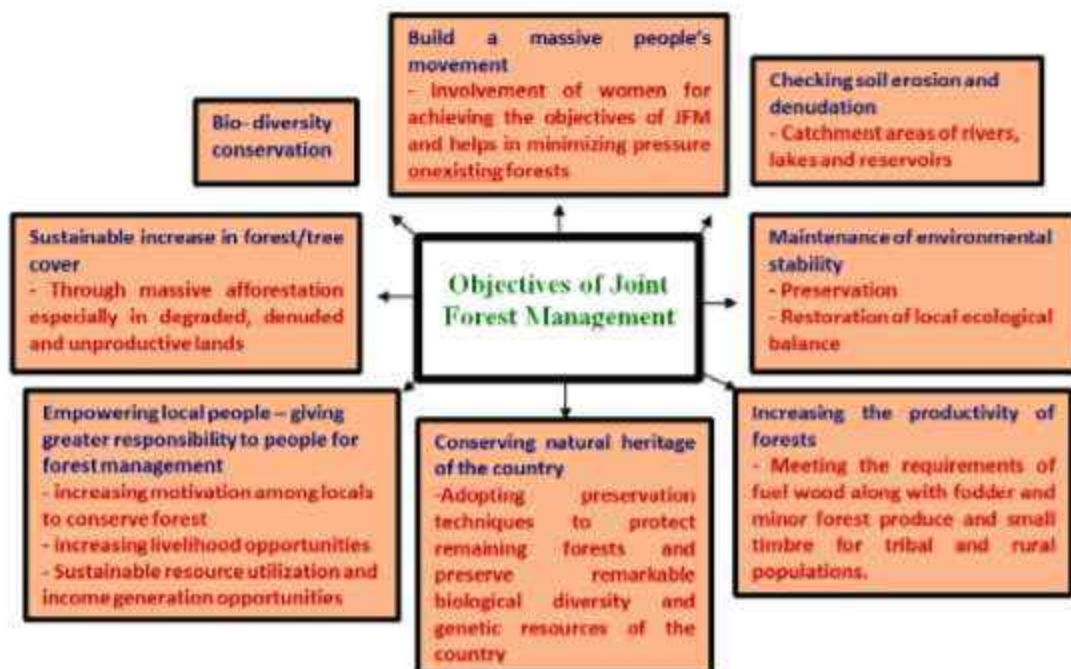 Build a massive people's
movement
- Involvement of women for
achieving the objectives of JFM
and helps in minimizing pressure
onexisting forests
Checking soil erosion and
denudation
- Catchment areas of rivers,
lakes and reservoirs
Bio- diversity
conservation
Sustainable increase in forest/tree
cover
- Through massive afforestation
especially in degraded, denuded
and unproductive lands
Objectives of Joint
Forest Management
Maintenance of environmental
stability
- Preservation
- Restoration of local ecological
balance
Empowering local people – giving
greater responsibility to people for
forest management
- increasing motivation among locals
to conserve forest
- increasing livelihood opportunities
- Sustainable resource utilization and
income generation opportunities
Conserving natural heritage
of the country
-Adopting preservation
techniques to protect
remaining forests and
preserve remarkable
biological diversity and
genetic resources of the
country
Increasing the productivity of
forests
- Meeting the requirements of
fuel wood along with fodder and
minor forest produce and small
timbre for tribal and rural
populations.